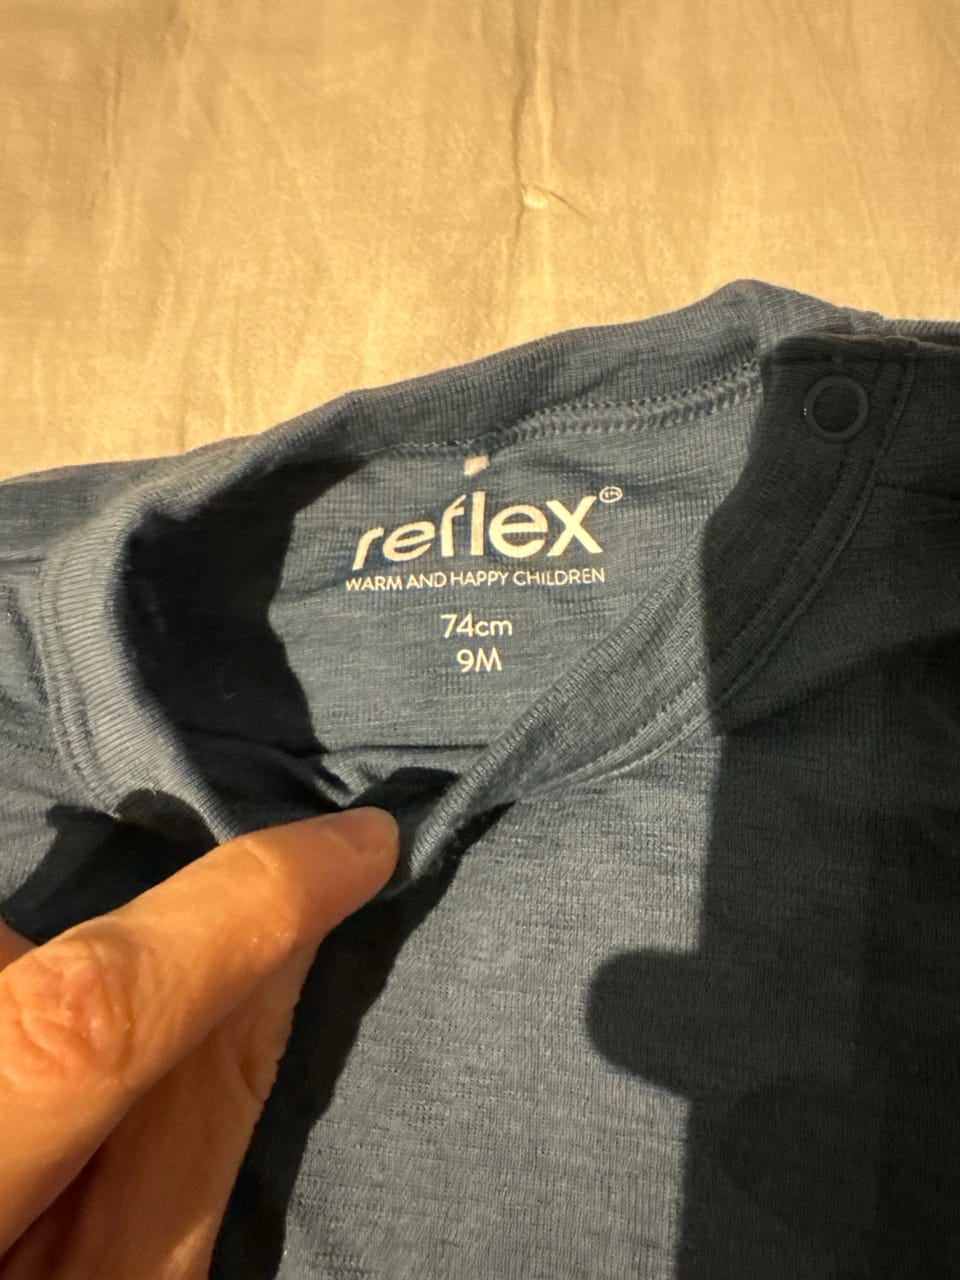 reflex
WARM AND HAPPY CHILDREN
74cm
9M